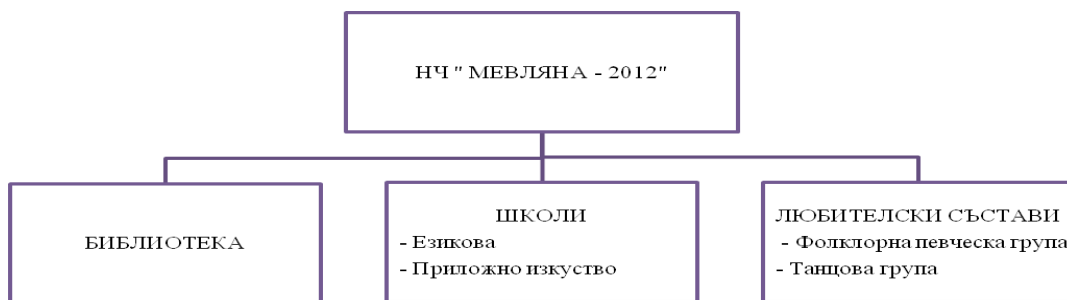 НЧ " МЕВЛЯНА - 2012"
БИБЛИОТЕКА
ШКОЛИ
- Езикова
- Приложно изкуство
ЛЮБИТЕЛСКИ СЪСТАВИ
- Фолклорна певческа група
- Танцова група